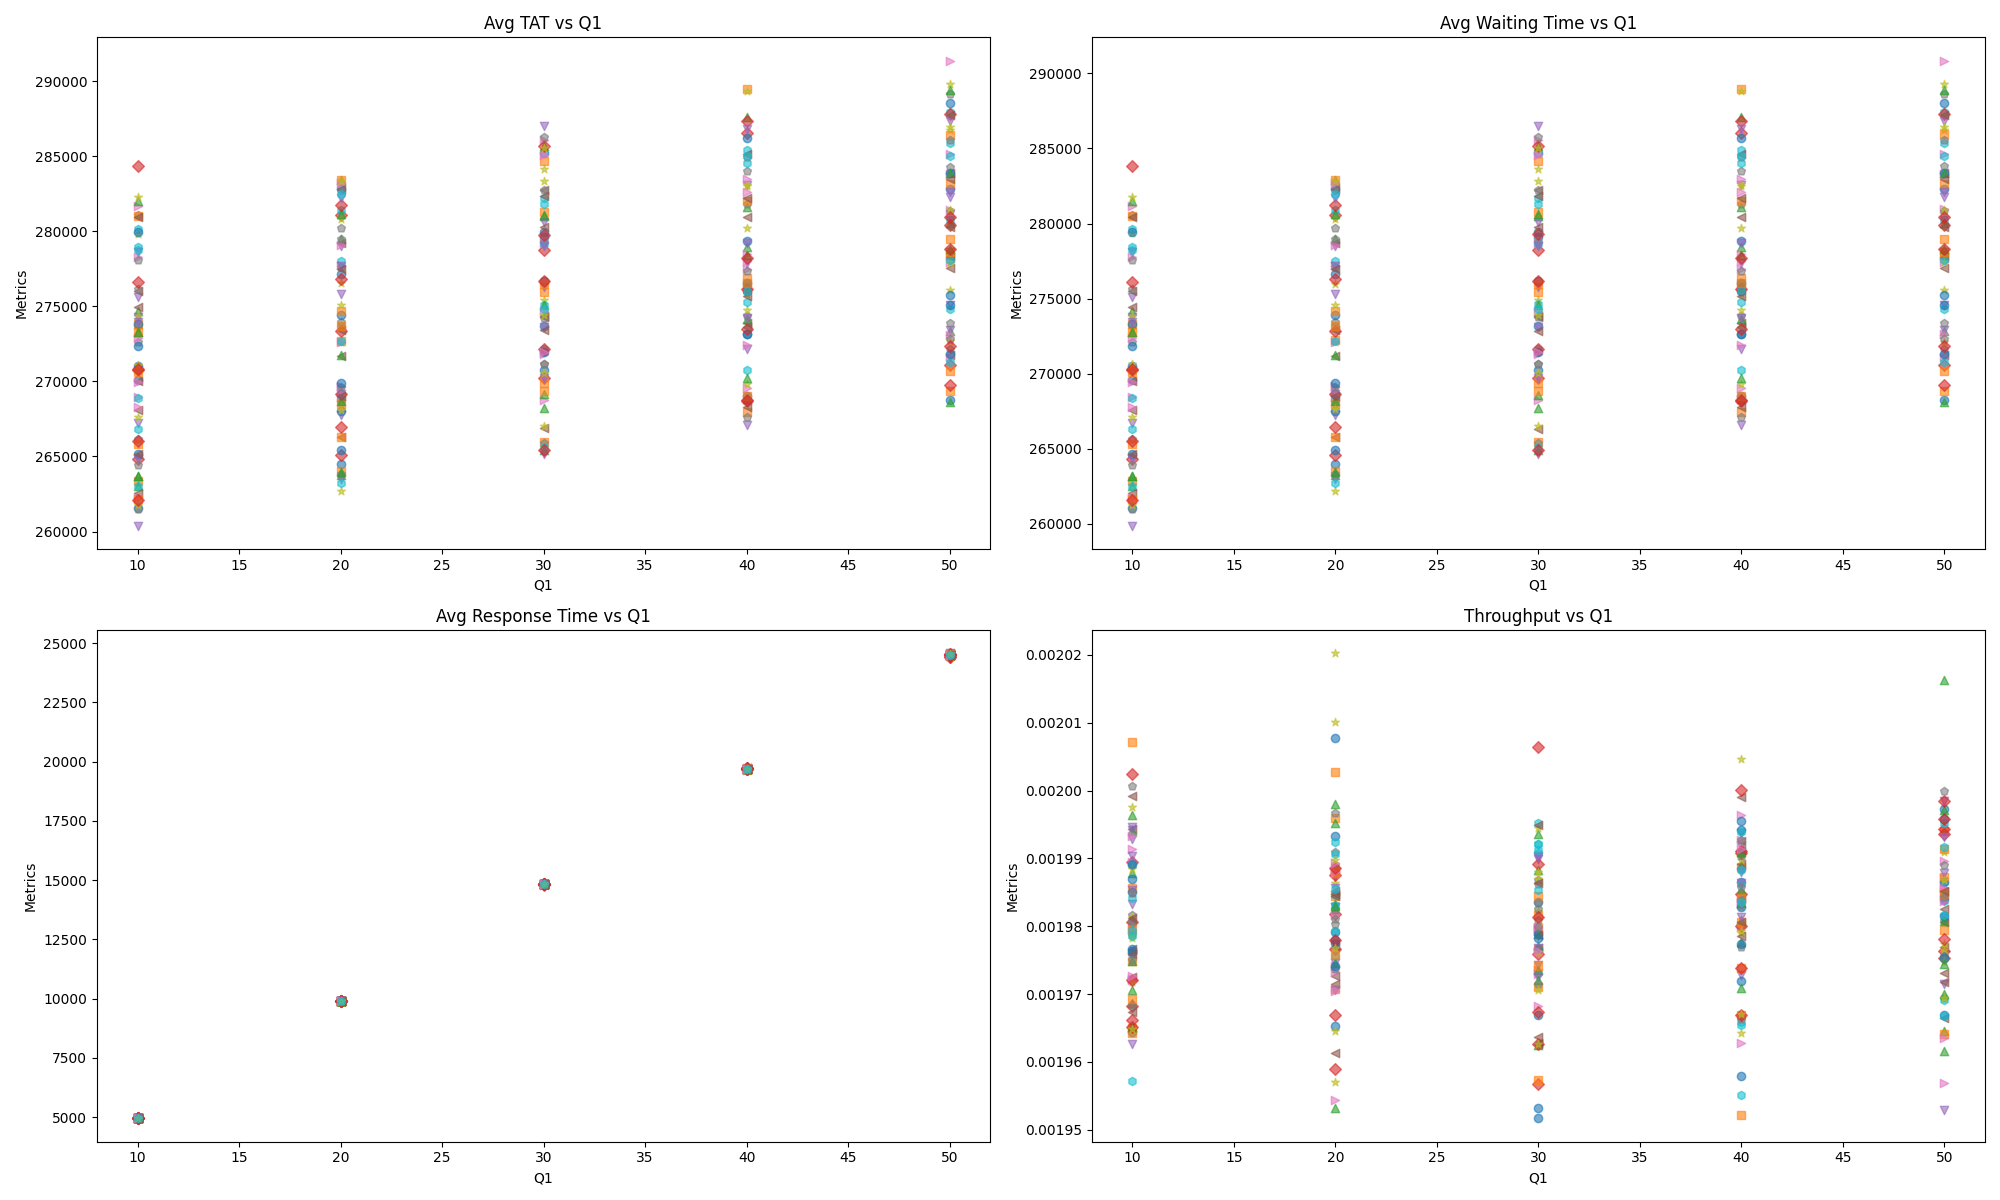 Avg TAT vs Q1
Metrics
290000
285000
280000
275000
270000
265000
260000
10 15 20 25 30 35 40 45 50
Q1
Avg Waiting Time vs Q1
Metrics
290000
285000
280000
275000
270000
265000
260000
10 15 20 25 30 35 40 45 50
Q1
Avg Response Time vs Q1
Metrics
25000
22500
20000
17500
15000
12500
10000
7500
5000
10 15 20 25 30 35 40 45 50
Q1
Throughput vs Q1
Metrics
0.00202
0.00201
0.00200
0.00199
0.00198
0.00197
0.00196
0.00195
10 15 20 25 30 35 40 45 50
Q1